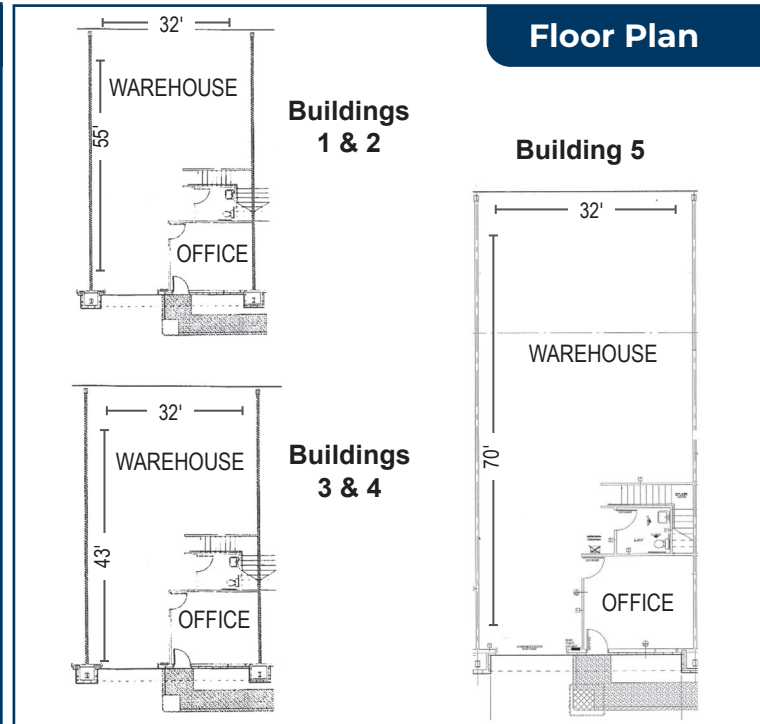 Floor Plan
32'
WAREHOUSE
55'
OFFICE
Buildings
1 & 2
32'
WAREHOUSE
43'
OFFICE
Buildings
3 & 4
Building 5
32'
WAREHOUSE
70'
LAV
OFFICE